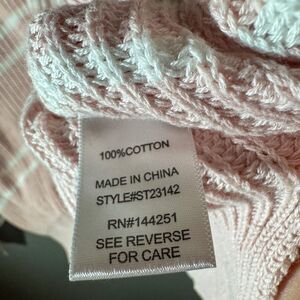 100%COTTON
MADE IN CHINA
STYLE#ST23142
RN#144251
SEE REVERSE
FOR CARE